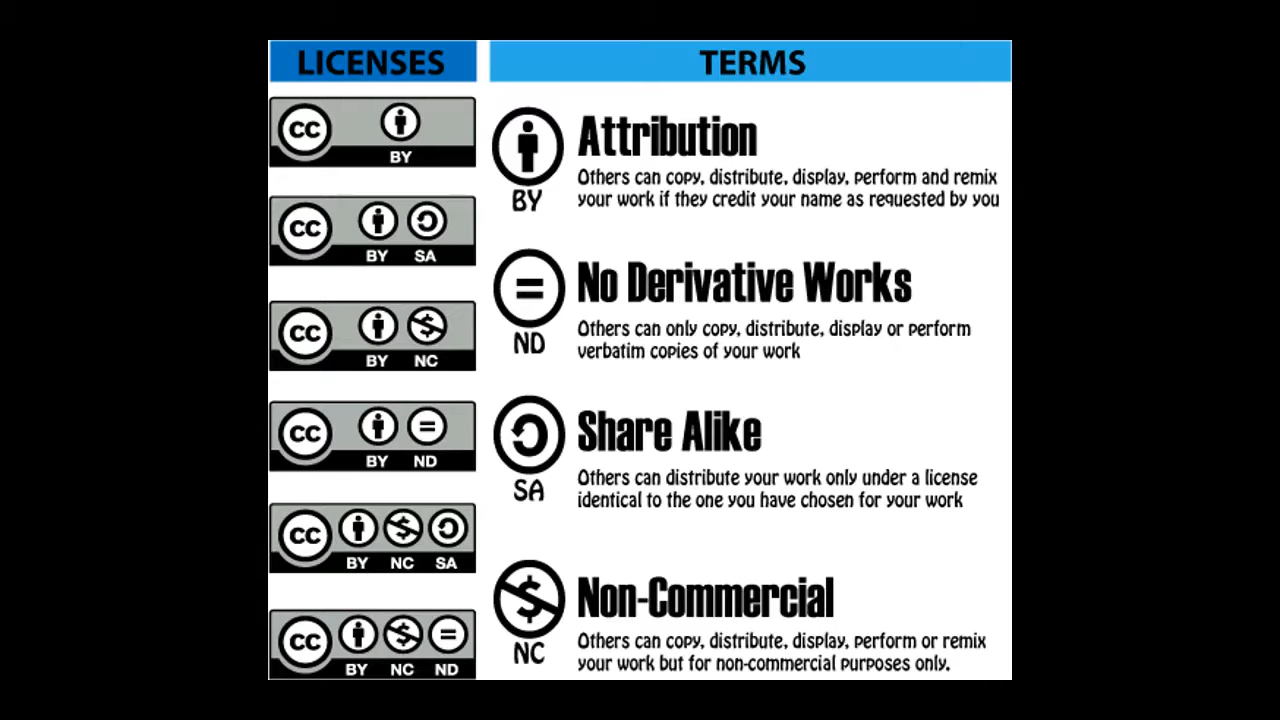 LICENSES
CC
BY
CC
BY SA
CC
BY NC
CC
BY ND
CC
BY NC SA
CC
BY NC ND
TERMS
Attribution
Others can copy, distribute, display, perform and remix
your work if they credit your name as requested by you
BY
No Derivative Works
Others can only copy, distribute, display or perform
verbatim copies of your work
ND
Share Alike
Others can distribute your work only under a license
identical to the one you have chosen for your work
SA
Non-Commercial
Others can copy, distribute, display, perform or remix
your work but for non-commercial purposes only.
NC